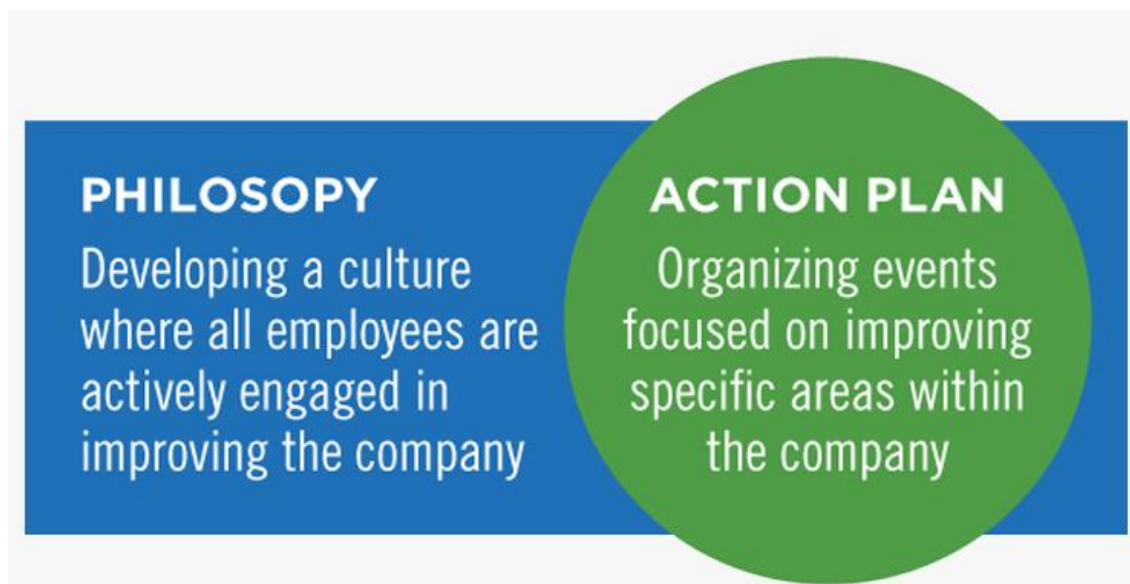 PHILOSOPY
Developing a culture
where all employees are
actively engaged in
improving the company
ACTION PLAN
Organizing events
focused on improving
specific areas within
the company